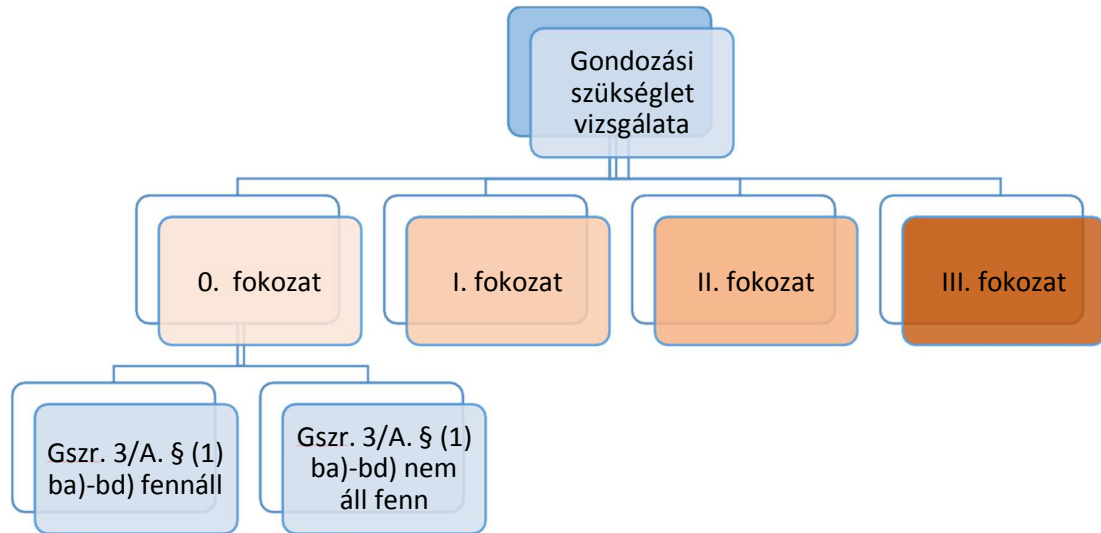 Gondozási
szükséglet
vizsgálata
0. fokozat
I. fokozat
II. fokozat
III. fokozat
Gszr. 3/A. § (1)
ba)-bd) fennáll
Gszr. 3/A. § (1)
ba)-bd) nem
áll fenn